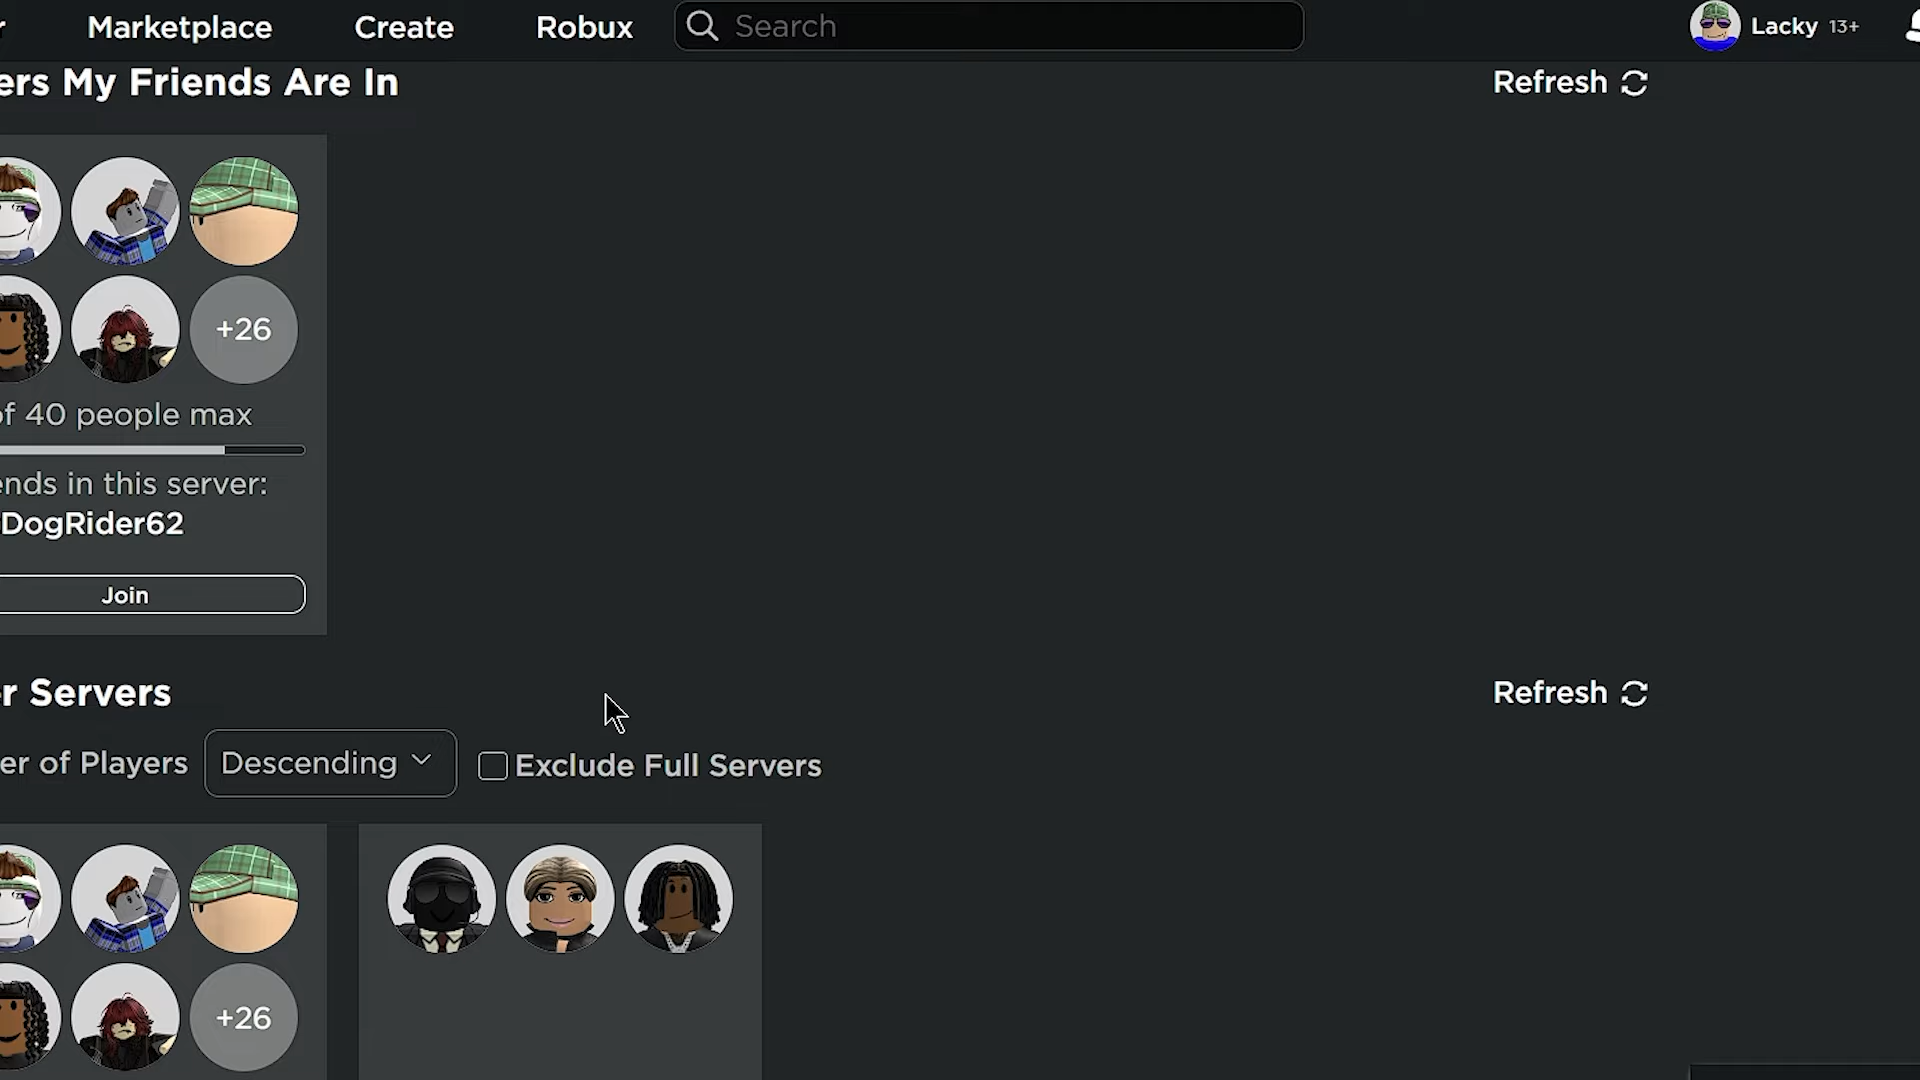 Marketplace Create Robux Search Lacky 13+
ers My Friends Are In Refresh
+26
of 40 people max
ends in this server:
DogRider62
Join
r Servers Refresh
er of Players Descending Exclude Full Servers
+26